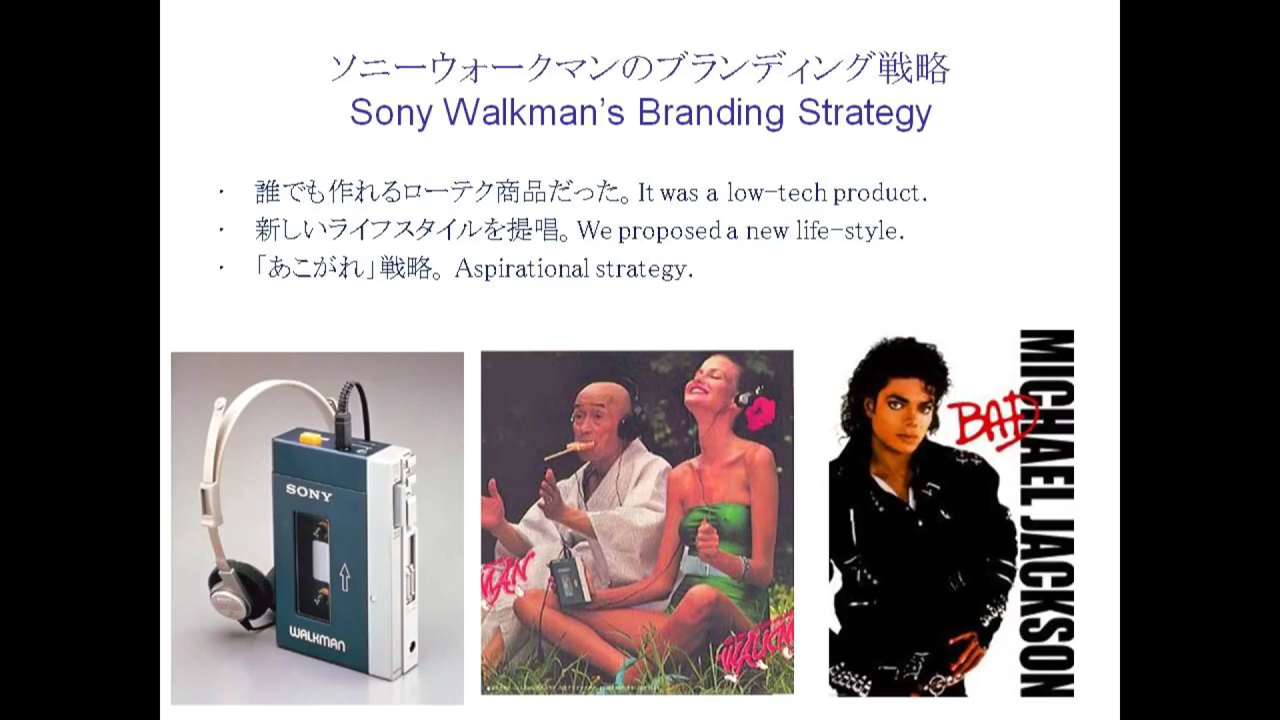 ソニーウォークマンのブランディング戦略
Sony Walkman's Branding Strategy
・ 誰でも作れるローテク商品だった。It was a low-tech product.
・ 新しいライフスタイルを提唱。We proposed a new life-style.
・ 「あこがれ」戦略。Aspirational strategy.
SONY
WALKMAN
MAN
WALKM
BAD
MICHAEL JACKSON